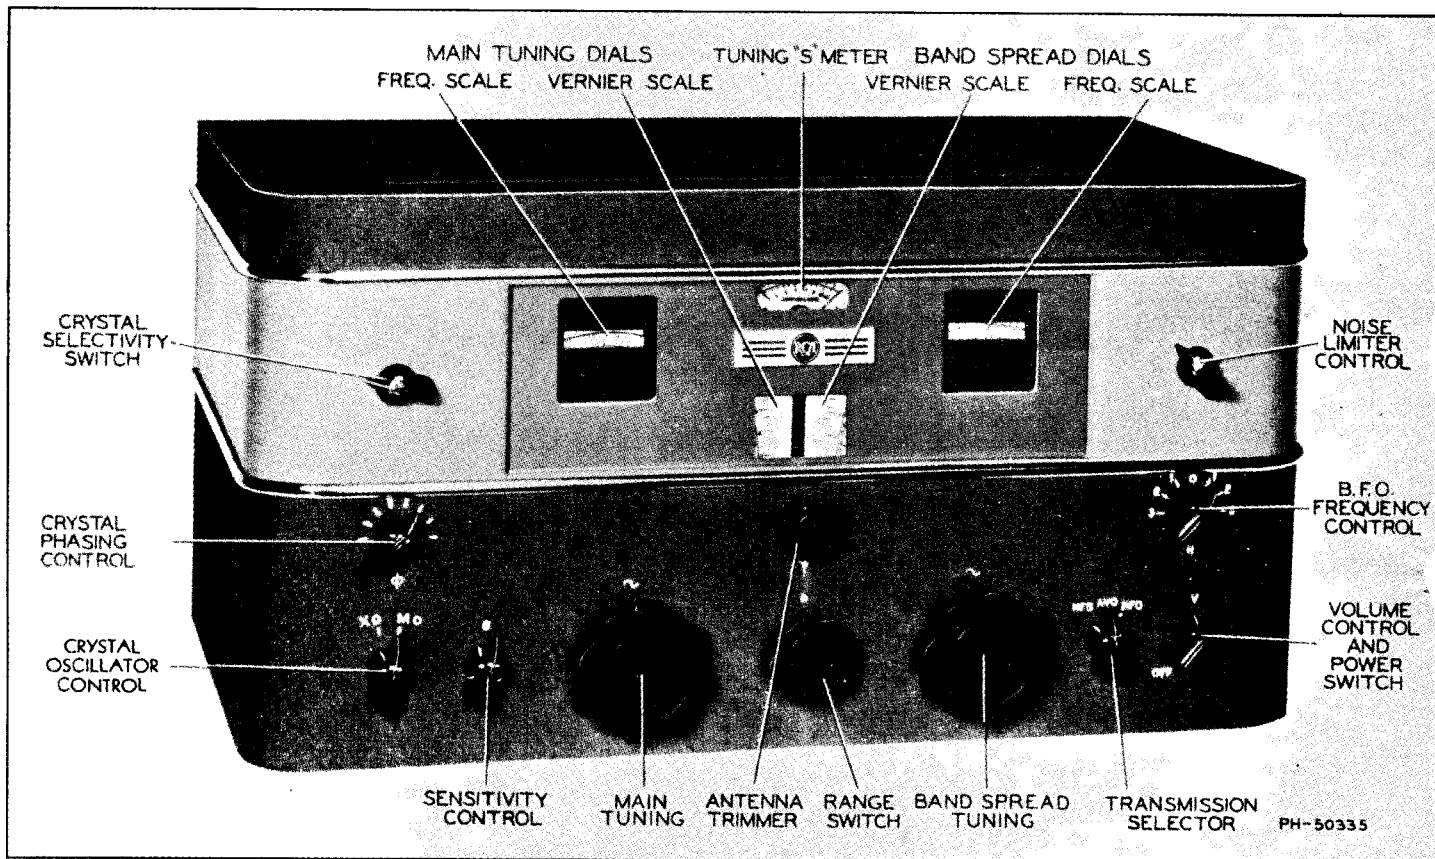 MAIN TUNING DIALS
FREQ. SCALE
VERNIER SCALE
TUNING "S" METER
BAND SPREAD DIALS
VERNIER SCALE
FREQ. SCALE
CRYSTAL
SELECTIVITY
SWITCH
NOISE
LIMITER
CONTROL
RCA
CRYSTAL
PHASING
CONTROL
B.F.O.
FREQUENCY
CONTROL
XO MO
CRYSTAL
OSCILLATOR
CONTROL
VOLUME
CONTROL
AND
POWER
SWITCH
OFF
SENSITIVITY
CONTROL
MAIN
TUNING
ANTENNA
TRIMMER
RANGE
SWITCH
BAND SPREAD
TUNING
TRANSMISSION
SELECTOR
PH-50335